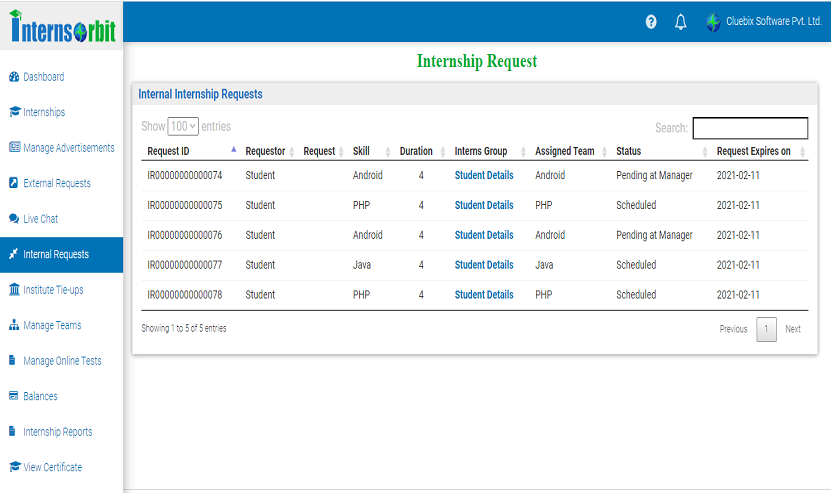 Internsorbit
Cluebix Software Pvt. Ltd.
Dashboard
Internships
Manage Advertisements
External Requests
Live Chat
Internal Requests
Institute Tie-ups
Manage Teams
Manage Online Tests
Balances
Internship Reports
View Certificate
Internship Request
Internal Internship Requests
Show 100 entries Search:
Request ID Requestor Request Skill Duration Interns Group Assigned Team Status Request Expires on
IR00000000000074 Student Android 4 Student Details Android Pending at Manager 2021-02-11
IR00000000000075 Student PHP 4 Student Details PHP Scheduled 2021-02-11
IR00000000000076 Student Android 4 Student Details Android Pending at Manager 2021-02-11
IR00000000000077 Student Java 4 Student Details Java Scheduled 2021-02-11
IR00000000000078 Student PHP 4 Student Details PHP Scheduled 2021-02-11
Showing 1 to 5 of 5 entries Previous 1 Next